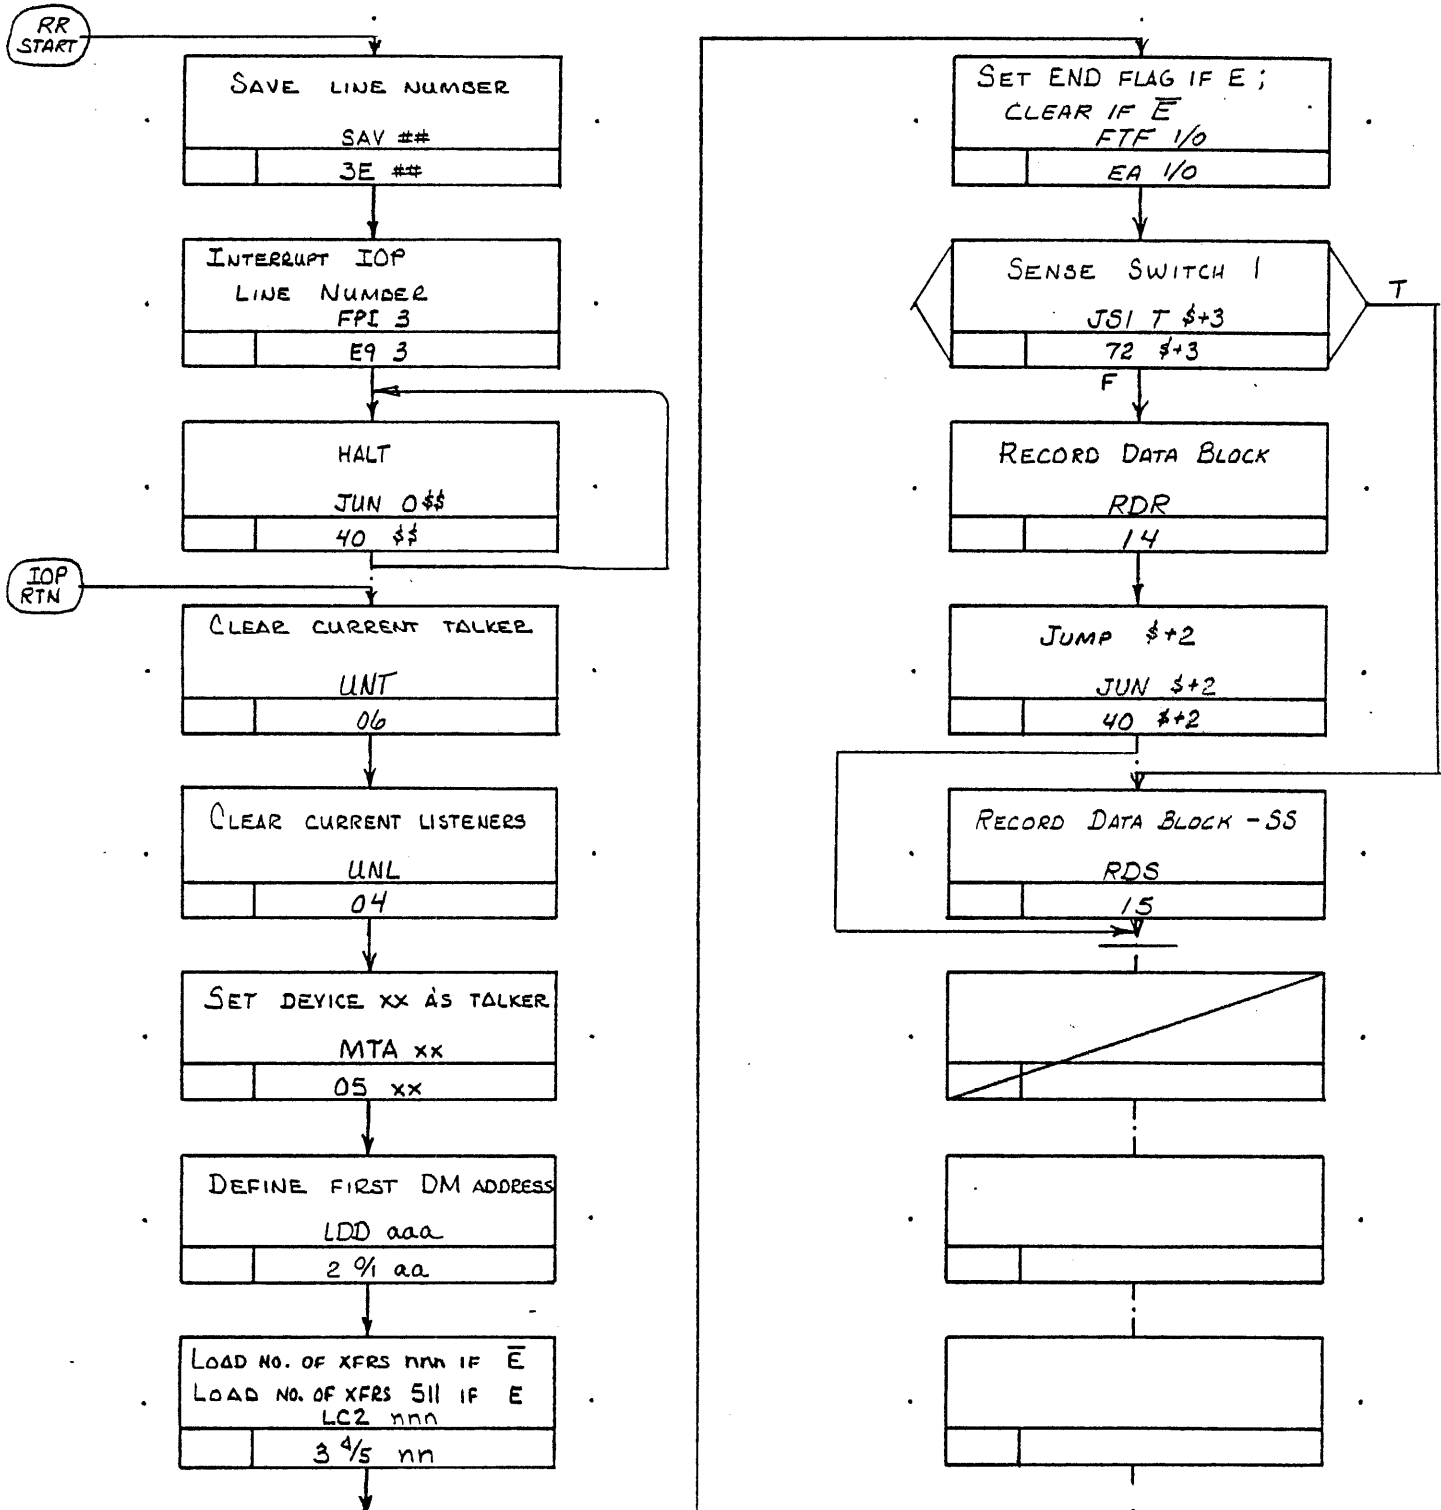 RR
START
SAVE LINE NUMBER
SAV ##
3E ##
INTERRUPT IOP
LINE NUMBER
FPI 3
E9 3
HALT
JUN 0$$
40 $$
IOP
RTN
CLEAR CURRENT TALKER
UNT
06
CLEAR CURRENT LISTENERS
UNL
04
SET DEVICE XX AS TALKER
MTA XX
05 XX
DEFINE FIRST DM ADDRESS
LDD aaa
2 0/1 aa
LOAD NO. OF XFRS nnn IF E̅
LOAD NO. OF XFRS 511 IF E
LC2 nnn
3 4/5 nn
SET END FLAG IF E;
CLEAR IF E̅
FTF 1/0
EA 1/0
SENSE SWITCH 1
JS1 T $+3
72 $+3
T
F
RECORD DATA BLOCK
RDR
14
JUMP $+2
JUN $+2
40 $+2
RECORD DATA BLOCK - SS
RDS
15